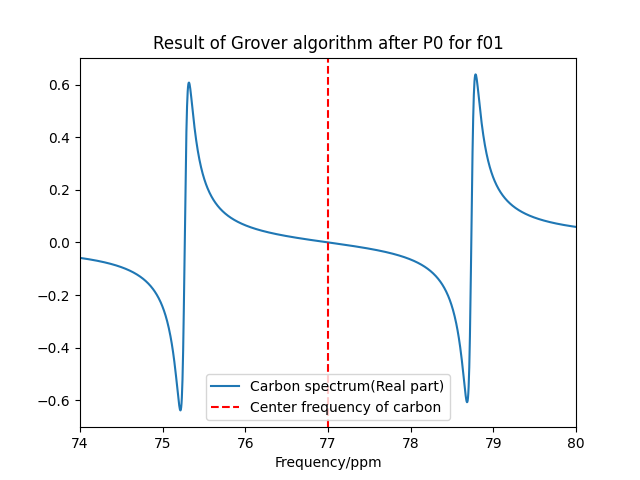 Result of Grover algorithm after P0 for f01
0.6
0.4
0.2
0.0
−0.2
−0.4
−0.6
Carbon spectrum(Real part)
Center frequency of carbon
74 75 76 77 78 79 80
Frequency/ppm